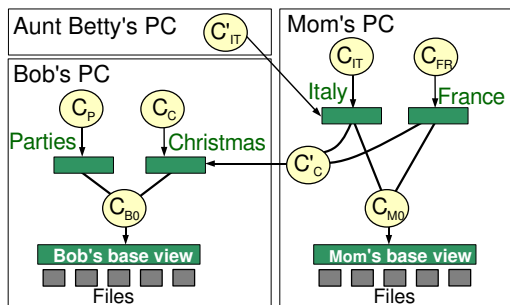 Aunt Betty's PC
C'IT
Mom's PC
CIT
CFR
Italy
France
Bob's PC
CP
CC
Parties
Christmas
C'C
CB0
CM0
Bob's base view
Files
Mom's base view
Files